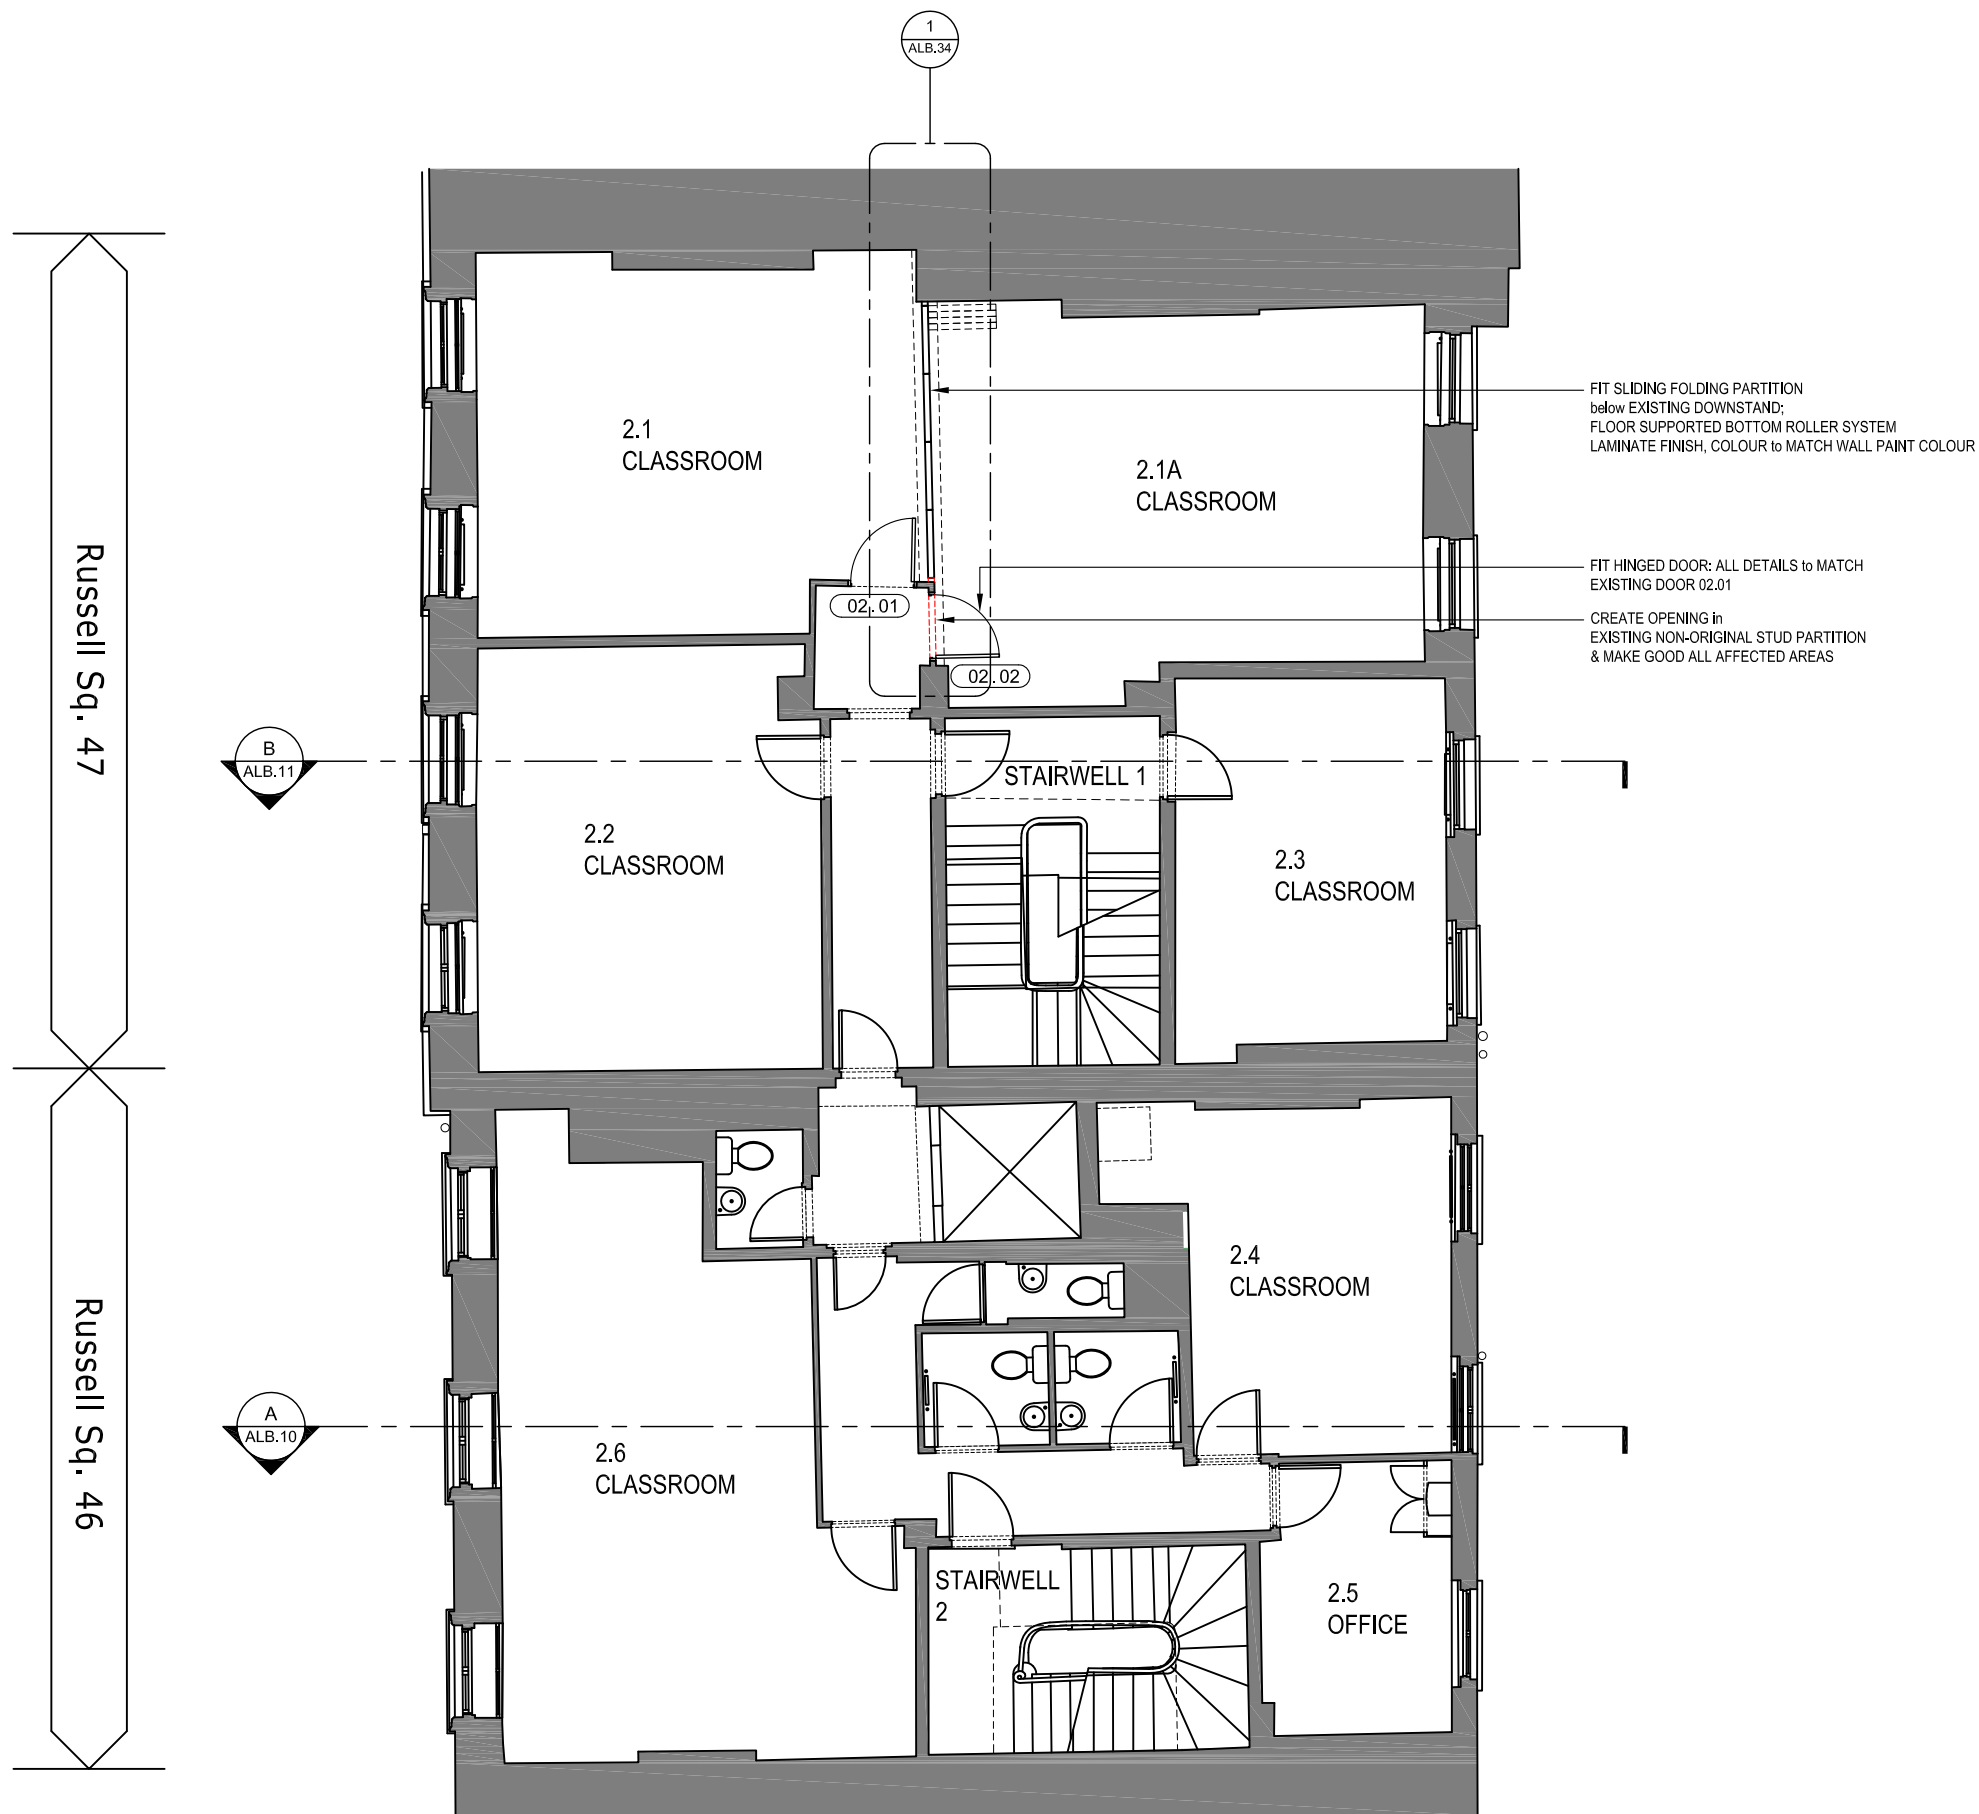 1
ALB.34
FIT SLIDING FOLDING PARTITION
below EXISTING DOWNSTAND;
FLOOR SUPPORTED BOTTOM ROLLER SYSTEM
LAMINATE FINISH, COLOUR to MATCH WALL PAINT COLOUR
2.1
CLASSROOM
2.1A
CLASSROOM
Russell Sq. 47
FIT HINGED DOOR: ALL DETAILS to MATCH
EXISTING DOOR 02.01
02.01
CREATE OPENING in
EXISTING NON-ORIGINAL STUD PARTITION
& MAKE GOOD ALL AFFECTED AREAS
02.02
B
ALB.11
STAIRWELL 1
2.2
CLASSROOM
2.3
CLASSROOM
2.4
CLASSROOM
Russell Sq. 46
A
ALB.10
2.6
CLASSROOM
STAIRWELL
2
2.5
OFFICE